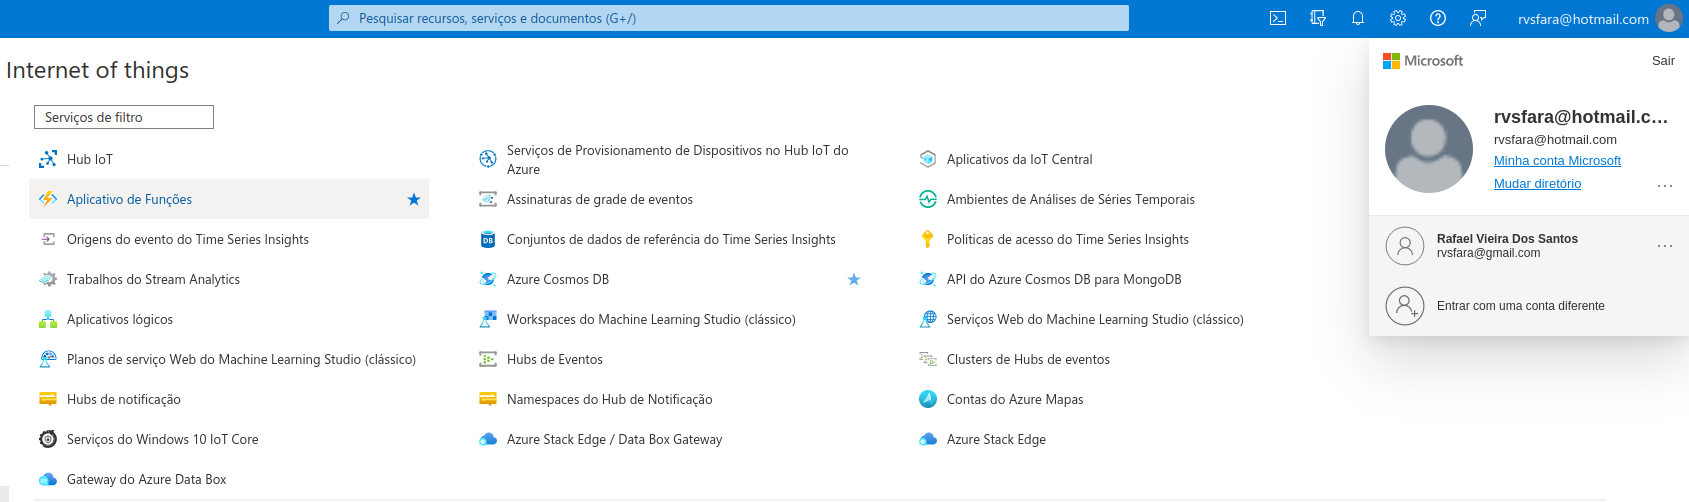 Pesquisar recursos, serviços e documentos (G+/)
rvsfara@hotmail.com
Internet of things
Serviços de filtro
Hub IoT
Serviços de Provisionamento de Dispositivos no Hub IoT do
Azure
Aplicativos da IoT Central
Aplicativo de Funções
Assinaturas de grade de eventos
Ambientes de Análises de Séries Temporais
Origens do evento do Time Series Insights
Conjuntos de dados de referência do Time Series Insights
Políticas de acesso do Time Series Insights
Trabalhos do Stream Analytics
Azure Cosmos DB
API do Azure Cosmos DB para MongoDB
Aplicativos lógicos
Workspaces do Machine Learning Studio (clássico)
Serviços Web do Machine Learning Studio (clássico)
Planos de serviço Web do Machine Learning Studio (clássico)
Hubs de Eventos
Clusters de Hubs de eventos
Hubs de notificação
Namespaces do Hub de Notificação
Contas do Azure Mapas
Serviços do Windows 10 IoT Core
Azure Stack Edge / Data Box Gateway
Azure Stack Edge
Gateway do Azure Data Box
Microsoft
Sair
rvsfara@hotmail.c...
rvsfara@hotmail.com
Minha conta Microsoft
Mudar diretório
Rafael Vieira Dos Santos
rvsfara@gmail.com
Entrar com uma conta diferente